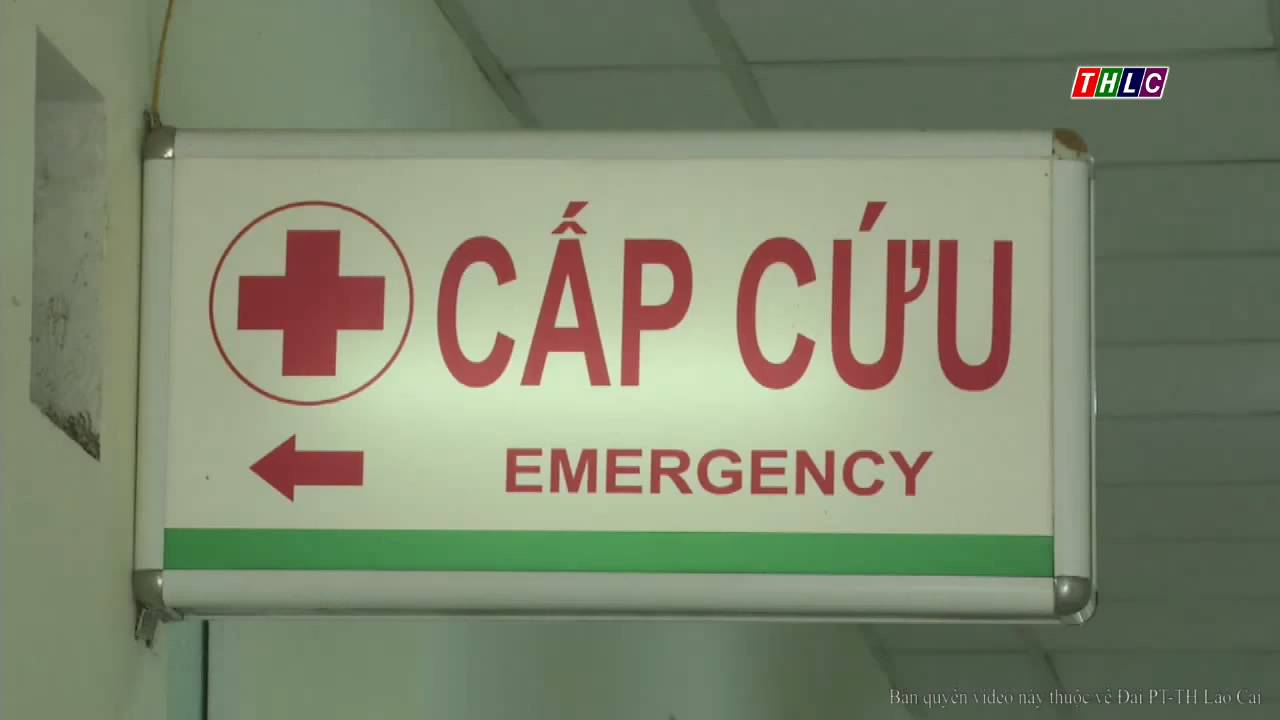 THLC
CẤP CỨU
EMERGENCY
Bản quyền video này thuộc về Đài PT-TH Lào Cai